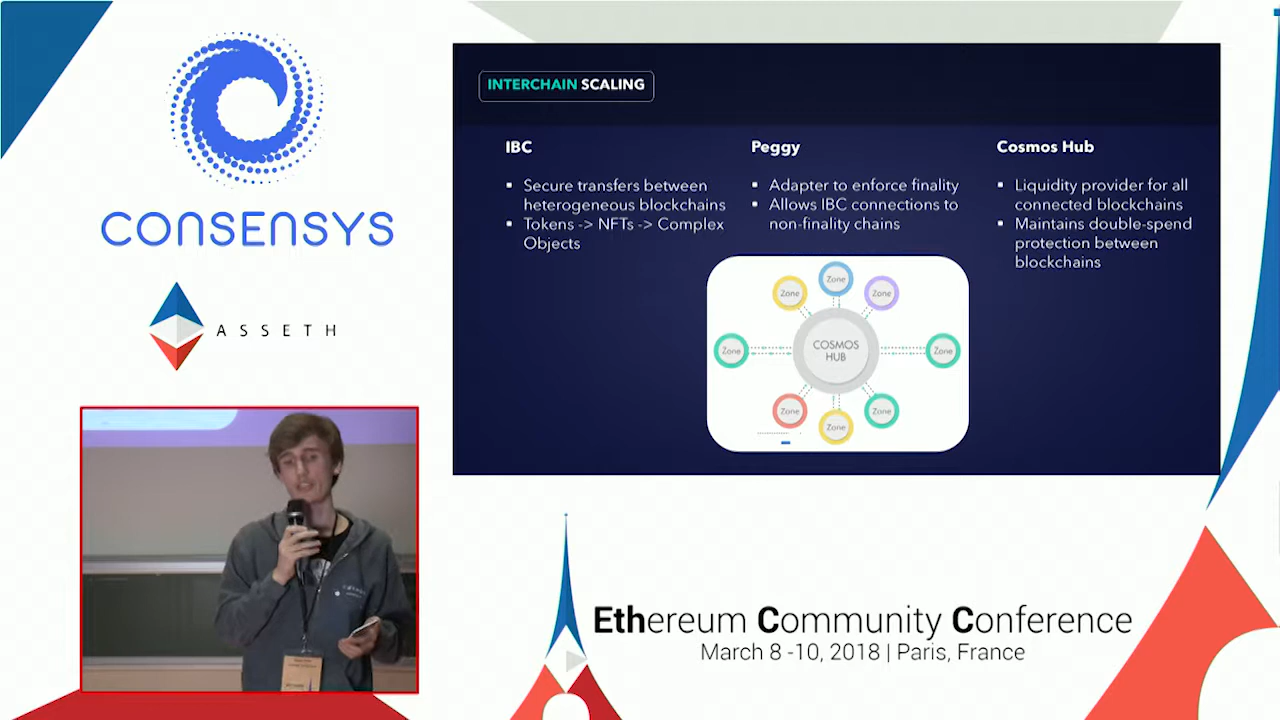 CONSENSYS
ASSETH
INTERCHAIN SCALING
IBC
▪ Secure transfers between
heterogeneous blockchains
▪ Tokens -> NFTs -> Complex
Objects
Peggy
▪ Adapter to enforce finality
▪ Allows IBC connections to
non-finality chains
Cosmos Hub
▪ Liquidity provider for all
connected blockchains
▪ Maintains double-spend
protection between
blockchains
Zone
Zone
Zone
Zone
COSMOS
HUB
Zone
Zone
Zone
Zone
Ethereum Community Conference
March 8 -10, 2018 | Paris, France